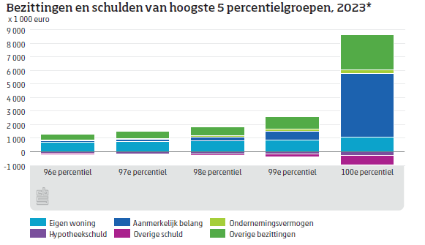 Bezittingen en schulden van hoogste 5 percentielgroepen, 2023*
x 1 000 euro
9 000
8 000
7 000
6 000
5 000
4 000
3 000
2 000
1 000
0
-1 000
96e percentiel 97e percentiel 98e percentiel 99e percentiel 100e percentiel
Eigen woning Aanmerkelijk belang Ondernemingsvermogen
Hypotheekschuld Overige schuld Overige bezittingen